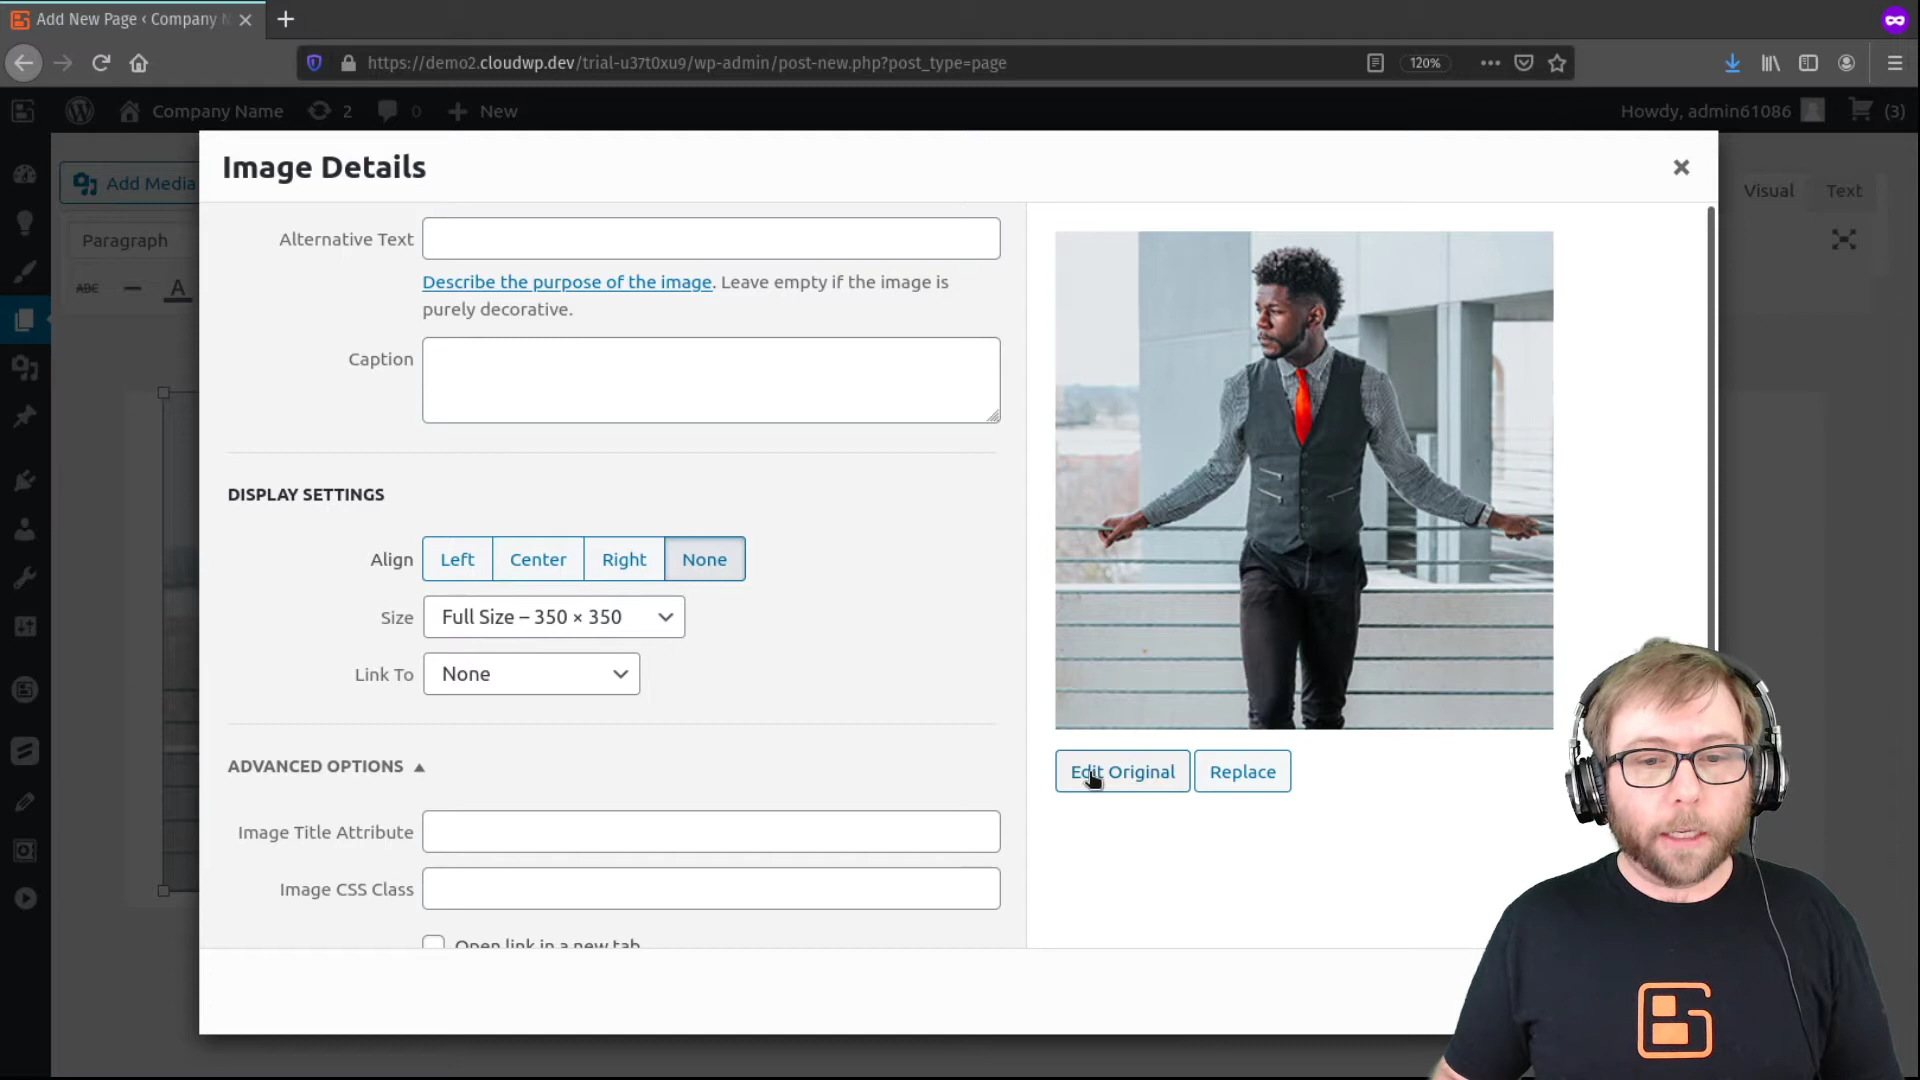 Add New Page ‹ Company N
https://demo2.cloudwp.dev/trial-u37t0xu9/wp-admin/post-new.php?post_type=page
120%
Company Name
2
0
New
Howdy, admin61086
(3)
Add Media
Visual
Text
Paragraph
ABC
A
Image Details
Alternative Text
Describe the purpose of the image. Leave empty if the image is
purely decorative.
Caption
DISPLAY SETTINGS
Align
Left
Center
Right
None
Size
Full Size – 350 × 350
Link To
None
ADVANCED OPTIONS
Image Title Attribute
Image CSS Class
Open link in a new tab
Edit Original
Replace